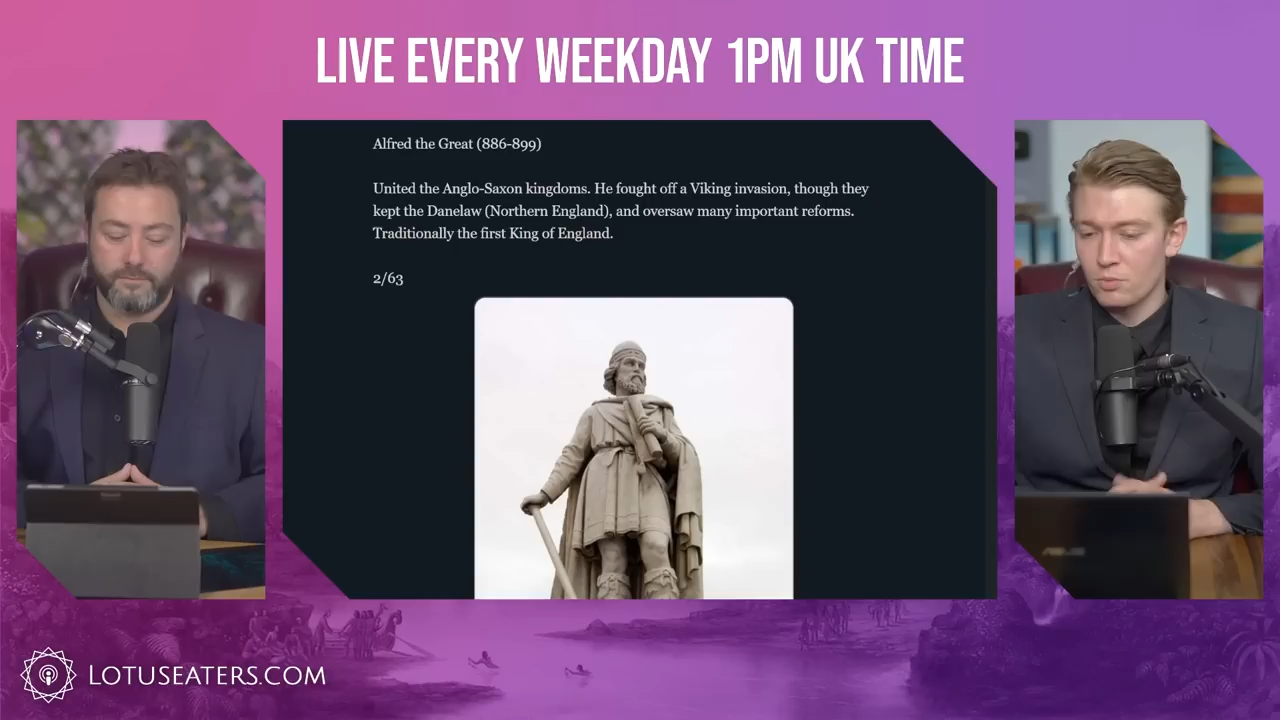 LIVE EVERY WEEKDAY 1PM UK TIME
Alfred the Great (886-899)
United the Anglo-Saxon kingdoms. He fought off a Viking invasion, though they
kept the Danelaw (Northern England), and oversaw many important reforms.
Traditionally the first King of England.
2/63
LOTUSEATERS.COM